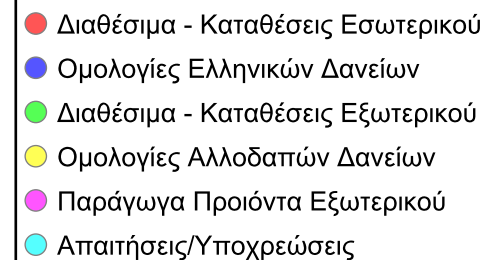 Διαθέσιμα - Καταθέσεις Εσωτερικού
Ομολογίες Ελληνικών Δανείων
Διαθέσιμα - Καταθέσεις Εξωτερικού
Ομολογίες Αλλοδαπών Δανείων
Παράγωγα Προιόντα Εξωτερικού
Απαιτήσεις/Υποχρεώσεις